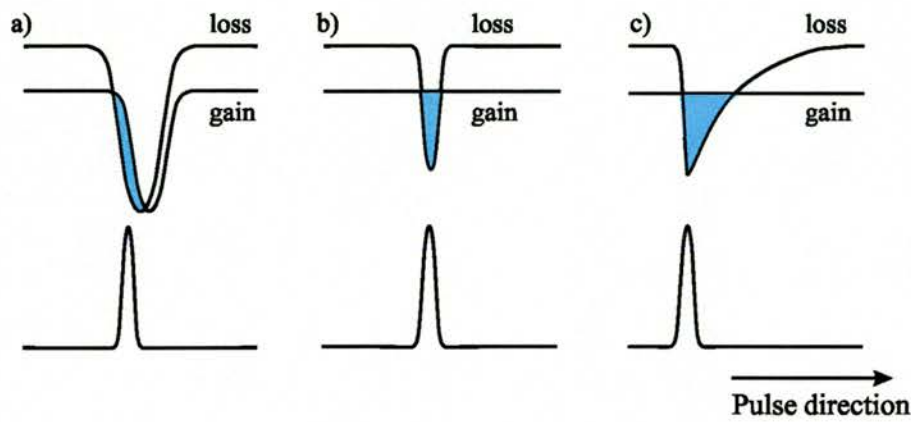 a)
loss
gain
b)
loss
gain
c)
loss
gain
Pulse direction